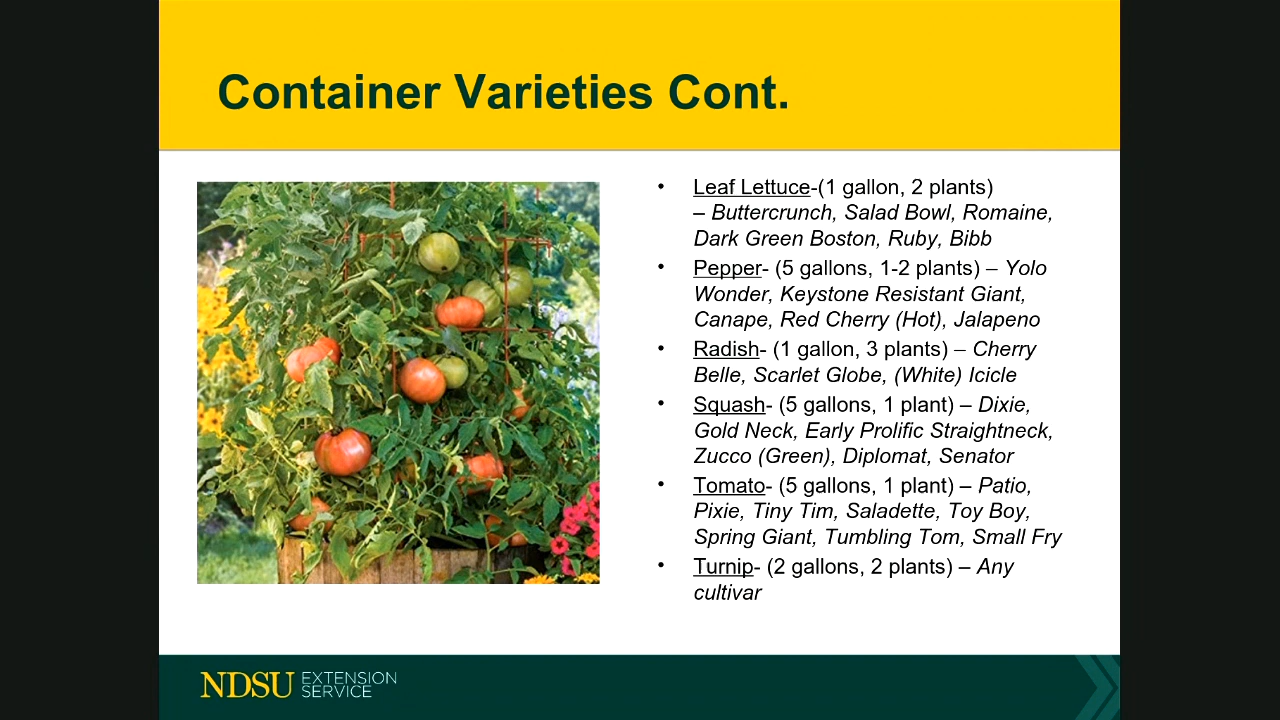 Container Varieties Cont.
• Leaf Lettuce-(1 gallon, 2 plants)
– Buttercrunch, Salad Bowl, Romaine,
Dark Green Boston, Ruby, Bibb
• Pepper- (5 gallons, 1-2 plants) – Yolo
Wonder, Keystone Resistant Giant,
Canape, Red Cherry (Hot), Jalapeno
• Radish- (1 gallon, 3 plants) – Cherry
Belle, Scarlet Globe, (White) Icicle
• Squash- (5 gallons, 1 plant) – Dixie,
Gold Neck, Early Prolific Straightneck,
Zucco (Green), Diplomat, Senator
• Tomato- (5 gallons, 1 plant) – Patio,
Pixie, Tiny Tim, Saladette, Toy Boy,
Spring Giant, Tumbling Tom, Small Fry
• Turnip- (2 gallons, 2 plants) – Any
cultivar
NDSU EXTENSION
SERVICE